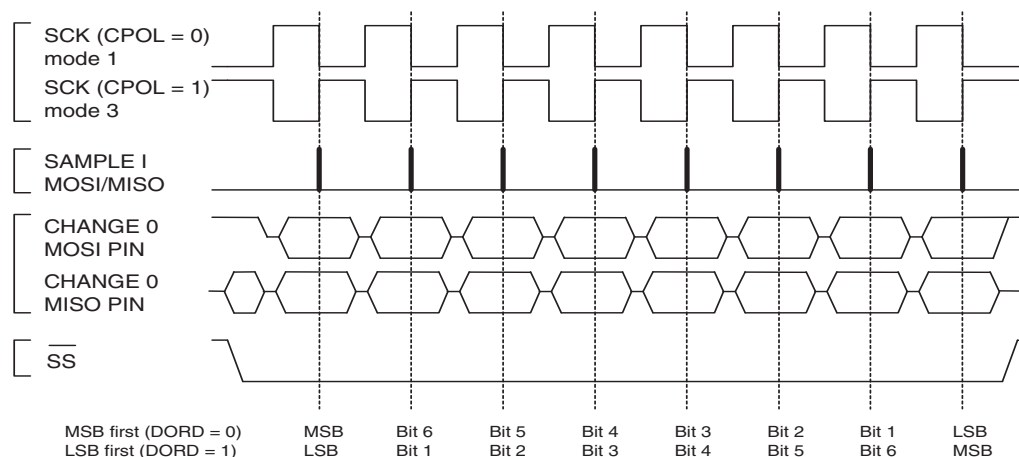 SCK (CPOL = 0)
mode 1
SCK (CPOL = 1)
mode 3
SAMPLE I
MOSI/MISO
CHANGE 0
MOSI PIN
CHANGE 0
MISO PIN
SS
MSB first (DORD = 0) MSB Bit 6 Bit 5 Bit 4 Bit 3 Bit 2 Bit 1 LSB
LSB first (DORD = 1) LSB Bit 1 Bit 2 Bit 3 Bit 4 Bit 5 Bit 6 MSB